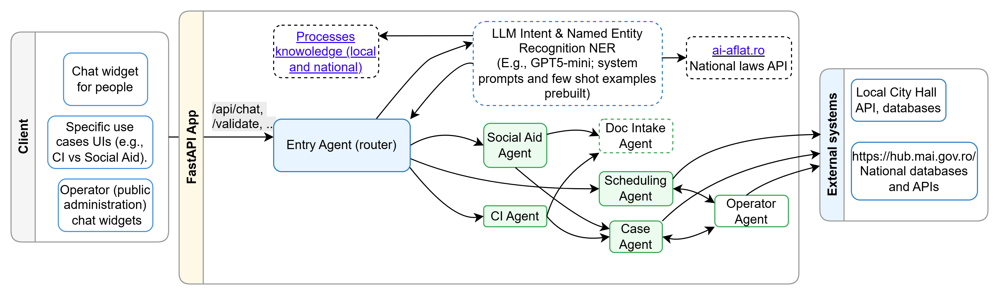 Client
Chat widget
for people
Specific use
cases UIs (e.g.,
CI vs Social Aid).
Operator (public
administration)
chat widgets
FastAPI App
/api/chat,
/validate, ..
Processes
knowoledge (local
and national)
LLM Intent & Named Entity
Recognition NER
(E.g., GPT5-mini; system
prompts and few shot examples
prebuilt)
ai-aflat.ro
National laws API
Entry Agent (router)
Social Aid
Agent
Doc Intake
Agent
Scheduling
Agent
CI Agent
Case
Agent
Operator
Agent
External systems
Local City Hall
API, databases
https://hub.mai.gov.ro/
National databases
and APIs